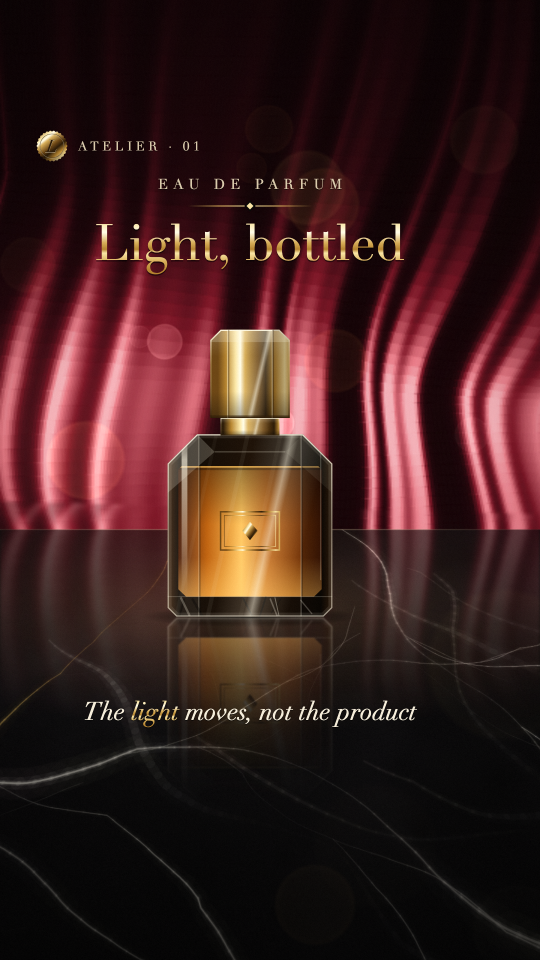 ATELIER · 01
EAU DE PARFUM
Light, bottled
The light moves, not the product